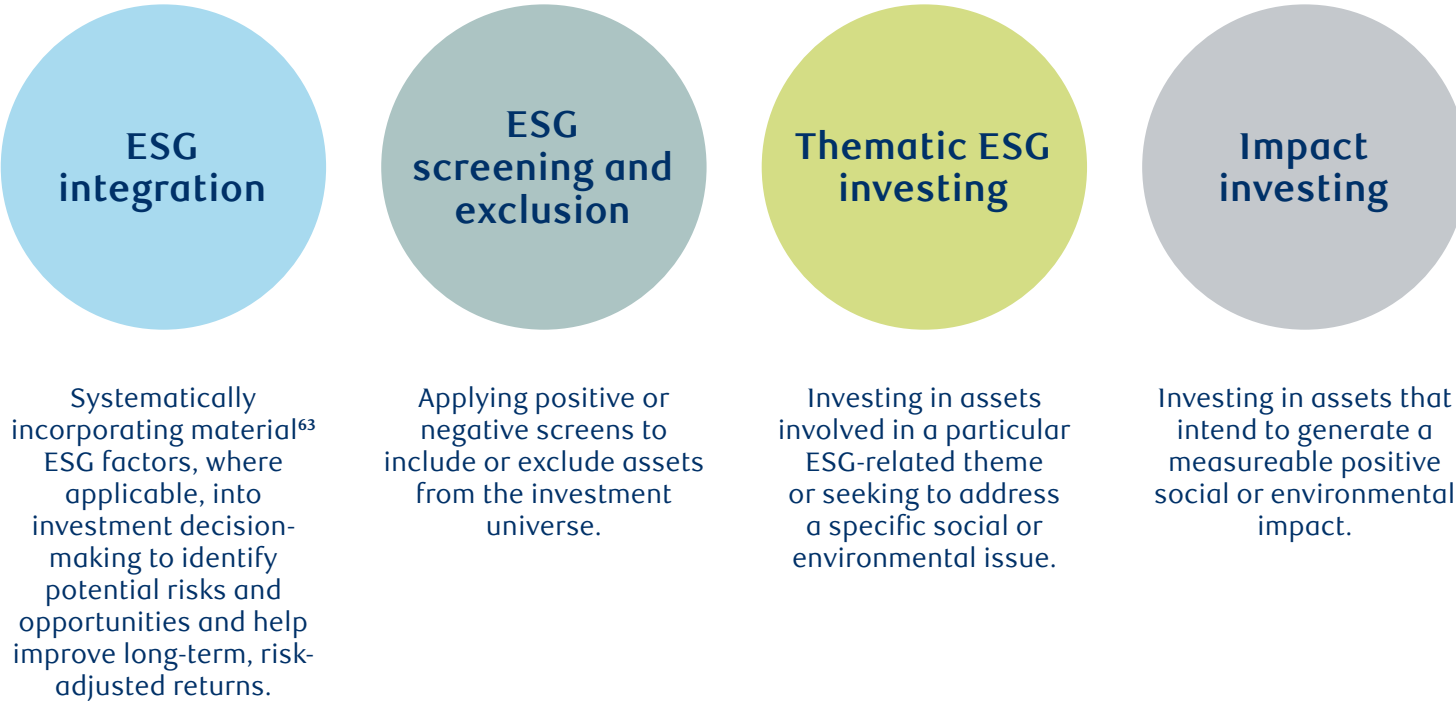 ESG
integration
Systematically
incorporating material⁶³
ESG factors, where
applicable, into
investment decision-
making to identify
potential risks and
opportunities and help
improve long-term, risk-
adjusted returns.
ESG
screening and
exclusion
Applying positive or
negative screens to
include or exclude assets
from the investment
universe.
Thematic ESG
investing
Investing in assets
involved in a particular
ESG-related theme
or seeking to address
a specific social or
environmental issue.
Impact
investing
Investing in assets that
intend to generate a
measureable positive
social or environmental
impact.